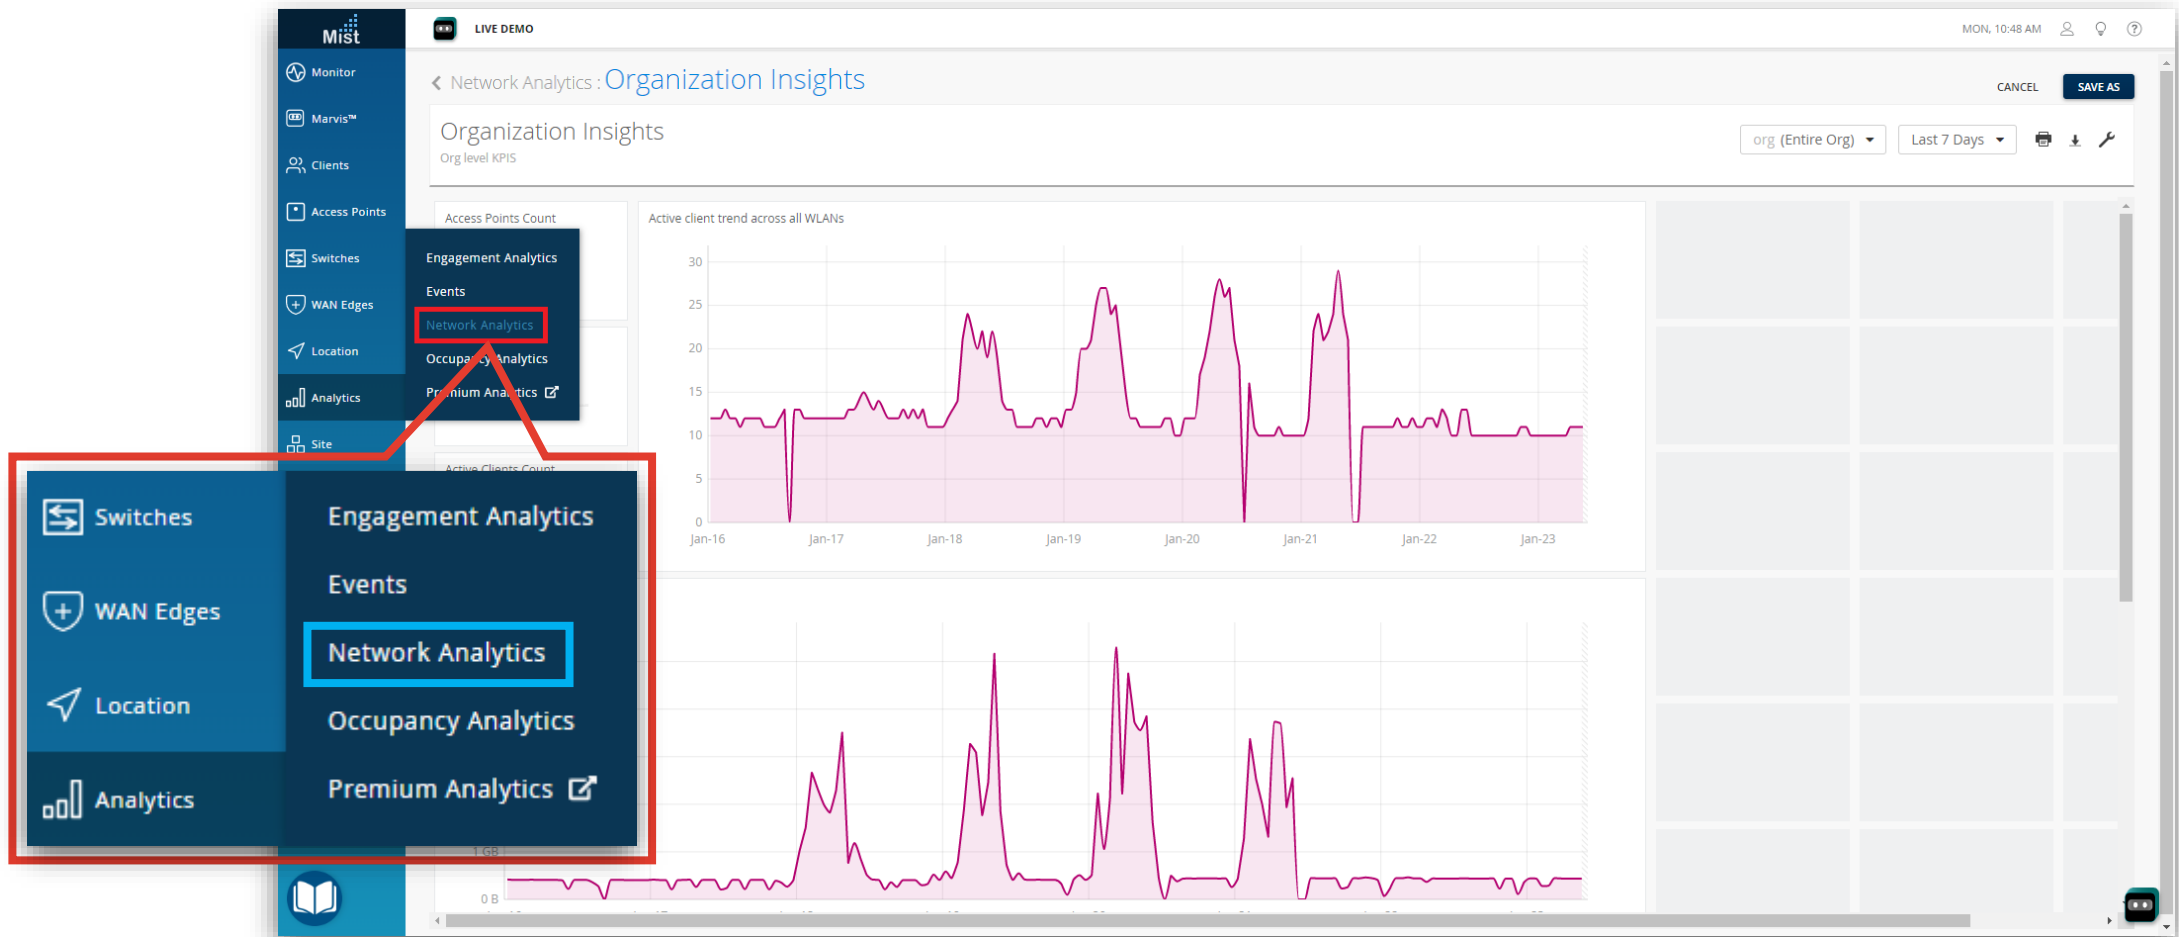 Mist
LIVE DEMO
MON, 10:48 AM
Monitor
Marvis™
Clients
Access Points
Switches
WAN Edges
Location
Analytics
Site
Network Analytics : Organization Insights
CANCEL
SAVE AS
Organization Insights
Org level KPIS
org (Entire Org)
Last 7 Days
Access Points Count
Engagement Analytics
Events
Network Analytics
Occupancy Analytics
Premium Analytics
Active Clients Count
Active client trend across all WLANs
30
25
20
15
10
5
0
Jan-16
Jan-17
Jan-18
Jan-19
Jan-20
Jan-21
Jan-22
Jan-23
Switches
WAN Edges
Location
Analytics
Engagement Analytics
Events
Network Analytics
Occupancy Analytics
Premium Analytics
1 GB
0 B